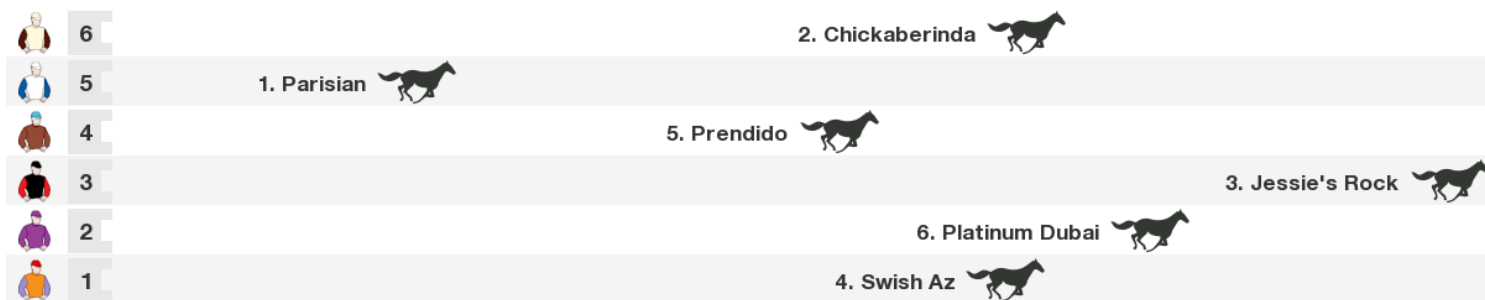 6 2. Chickaberinda
5 1. Parisian
4 5. Prendido
3 3. Jessie's Rock
2 6. Platinum Dubai
1 4. Swish Az